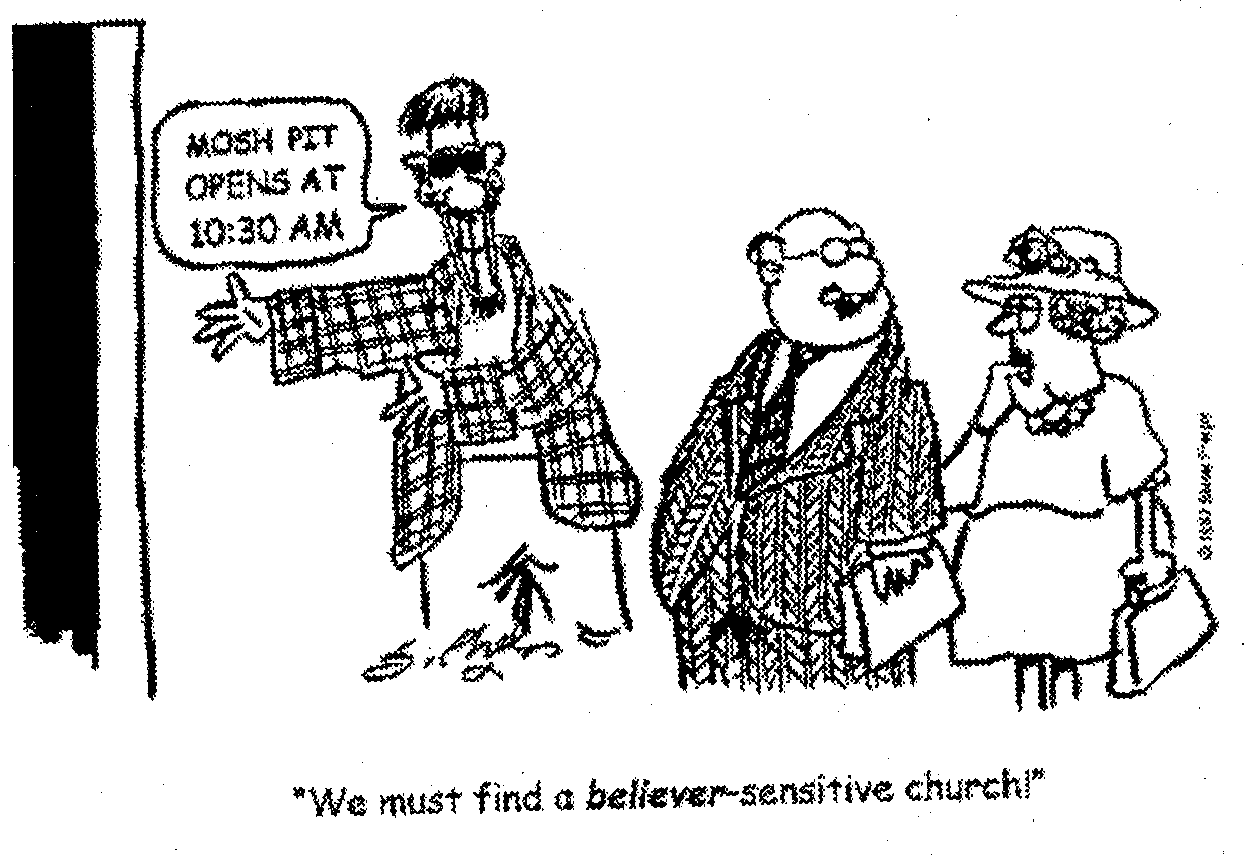 MOSH PIT
OPENS AT
10:30 AM
"We must find a believer-sensitive church!"